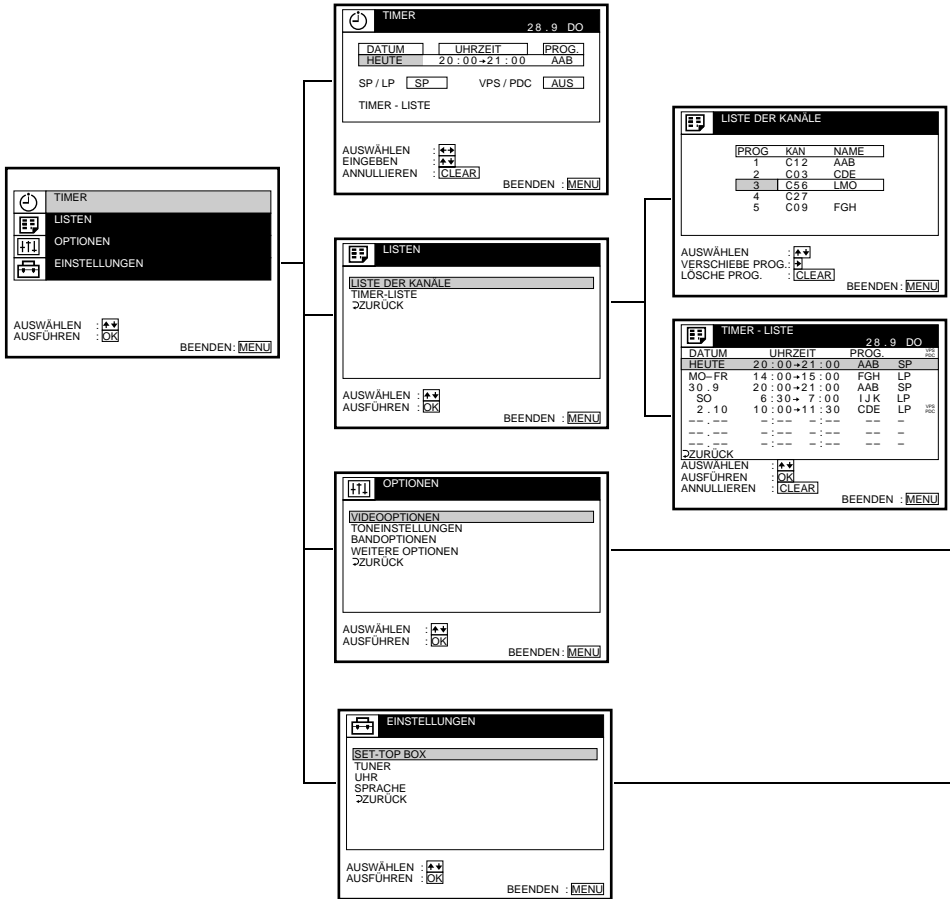 TIMER
LISTEN
OPTIONEN
EINSTELLUNGEN
AUSWÄHLEN :
AUSFÜHREN : OK
BEENDEN: MENU
TIMER
28.9 DO
DATUM UHRZEIT PROG.
HEUTE 20:00→21:00 AAB
SP/LP SP VPS/PDC AUS
TIMER - LISTE
AUSWÄHLEN :
EINGEBEN :
ANNULLIEREN : CLEAR
BEENDEN : MENU
LISTEN
LISTE DER KANÄLE
TIMER-LISTE
ZURÜCK
AUSWÄHLEN :
AUSFÜHREN : OK
BEENDEN : MENU
LISTE DER KANÄLE
PROG KAN NAME
1 C12 AAB
2 C03 CDE
3 C56 LMO
4 C27
5 C09 FGH
AUSWÄHLEN :
VERSCHIEBE PROG.:
LÖSCHE PROG. : CLEAR
BEENDEN : MENU
TIMER - LISTE
28.9 DO
DATUM UHRZEIT PROG. VPS PDC
HEUTE 20:00→21:00 AAB SP
MO–FR 14:00→15:00 FGH LP
30.9 20:00→21:00 AAB SP
SO 6:30→ 7:00 IJK LP
2.10 10:00→11:30 CDE LP VPS PDC
––.–– –:–– –:–– –– –
––.–– –:–– –:–– –– –
––.–– –:–– –:–– –– –
ZURÜCK
AUSWÄHLEN :
AUSFÜHREN : OK
ANNULLIEREN : CLEAR
BEENDEN : MENU
OPTIONEN
VIDEOOPTIONEN
TONEINSTELLUNGEN
BANDOPTIONEN
WEITERE OPTIONEN
ZURÜCK
AUSWÄHLEN :
AUSFÜHREN : OK
BEENDEN : MENU
EINSTELLUNGEN
SET-TOP BOX
TUNER
UHR
SPRACHE
ZURÜCK
AUSWÄHLEN :
AUSFÜHREN : OK
BEENDEN : MENU